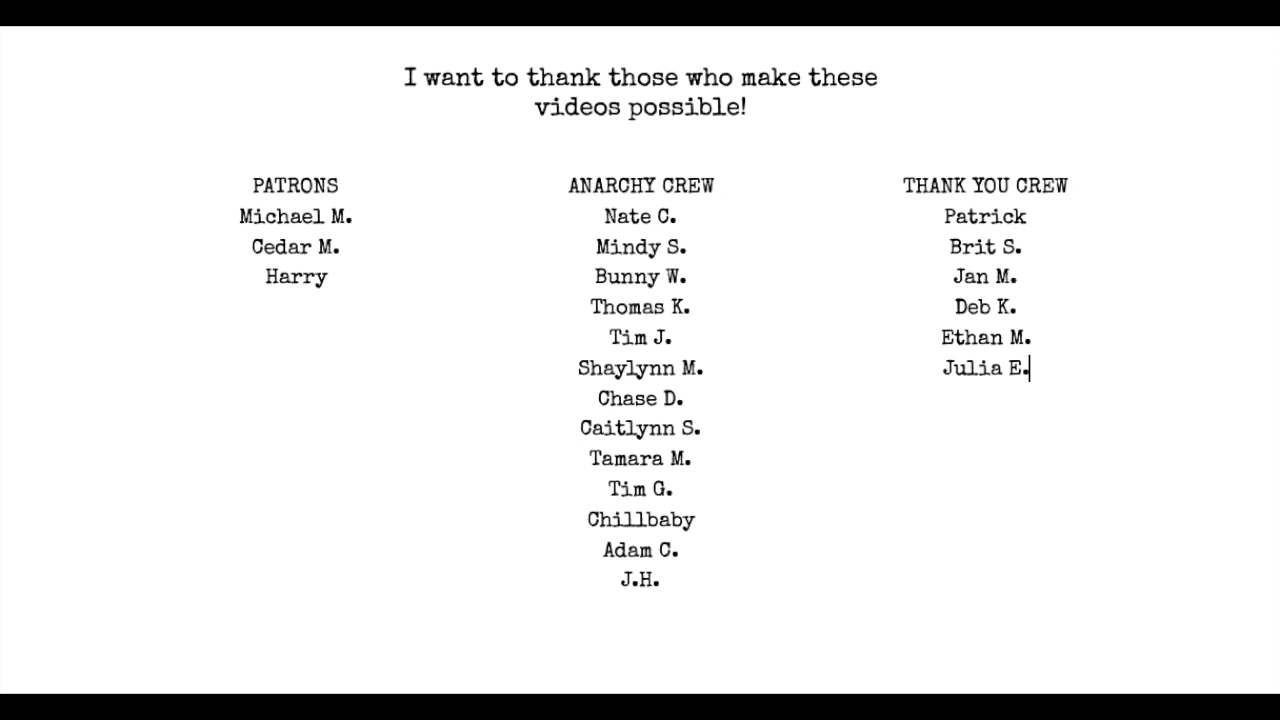 I want to thank those who make these
videos possible!
PATRONS
Michael M.
Cedar M.
Harry
ANARCHY CREW
Nate C.
Mindy S.
Bunny W.
Thomas K.
Tim J.
Shaylynn M.
Chase D.
Caitlynn S.
Tamara M.
Tim G.
Chillbaby
Adam C.
J.H.
THANK YOU CREW
Patrick
Brit S.
Jan M.
Deb K.
Ethan M.
Julia E.